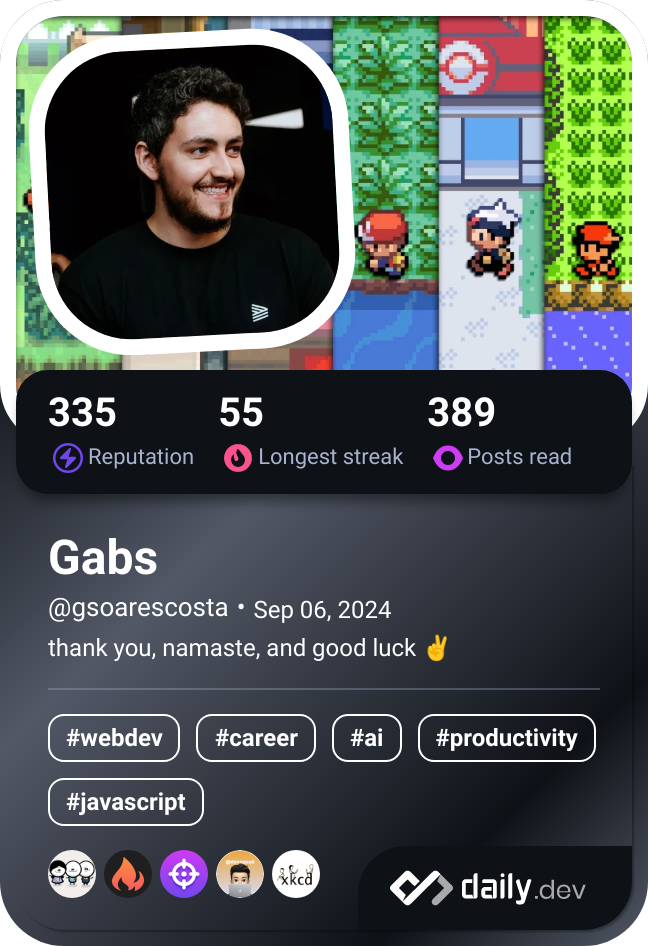 335 55 389
Reputation Longest streak Posts read
Gabs
@gsoarescosta • Sep 06, 2024
thank you, namaste, and good luck ✌️
#webdev #career #ai #productivity
#javascript
xkcd
daily.dev